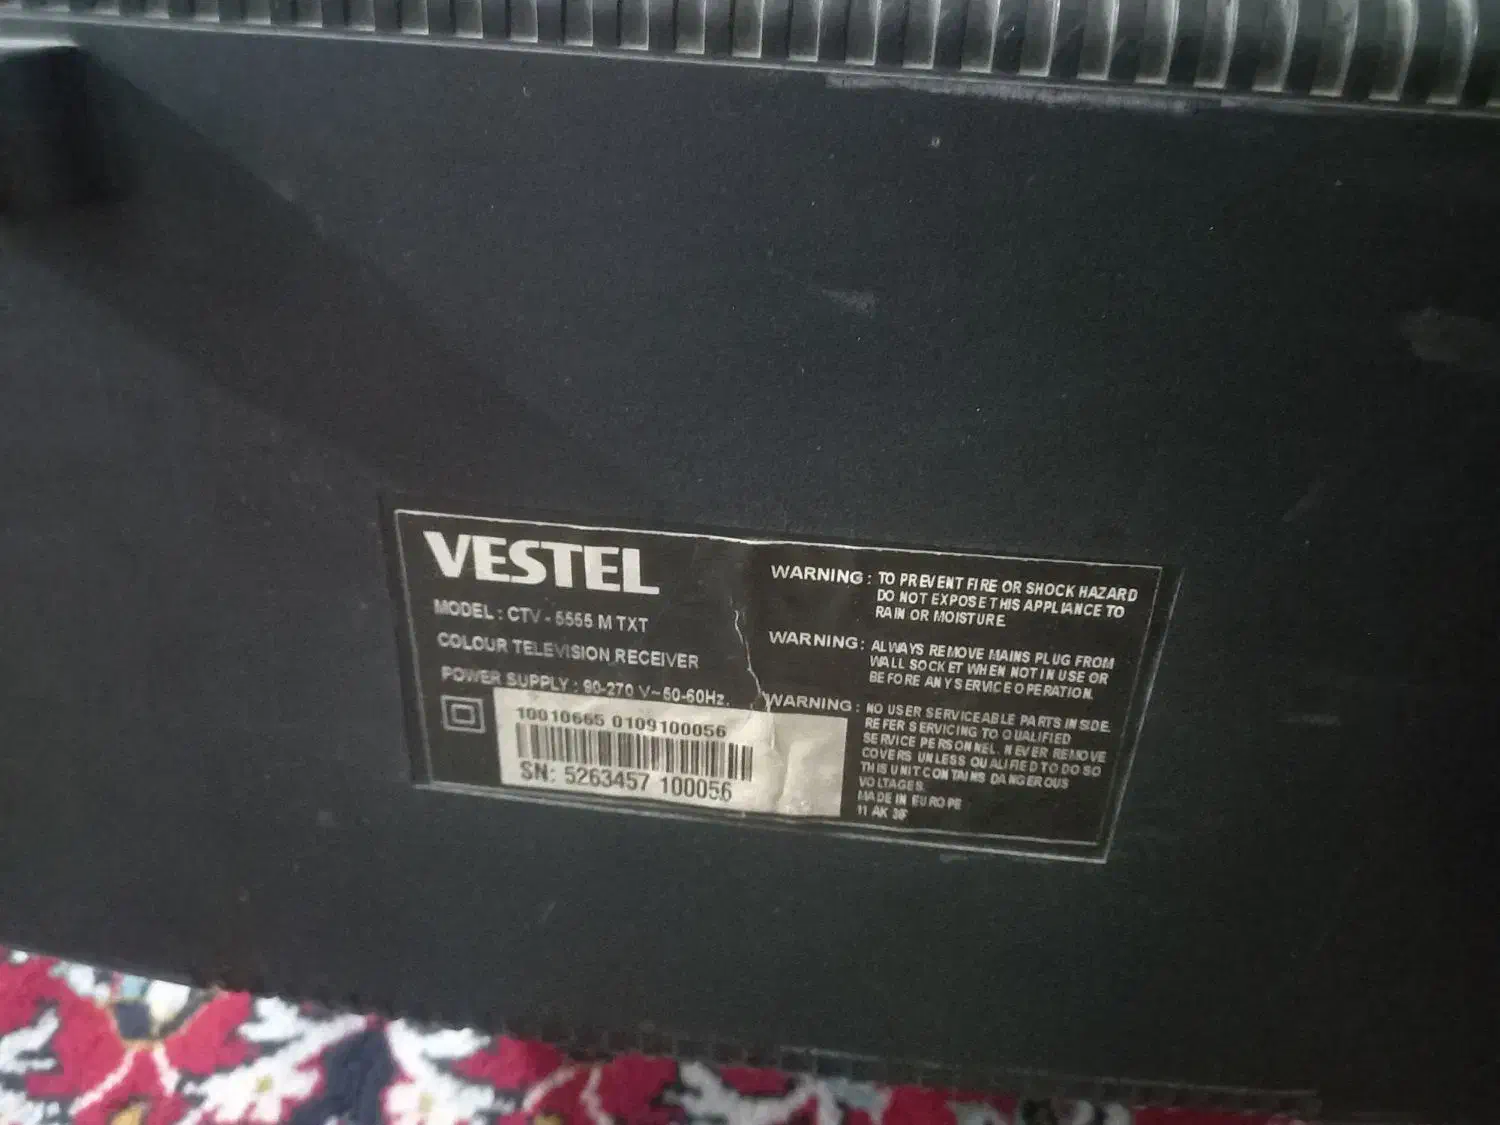 VESTEL
MODEL : CTV - 5555 M TXT
COLOUR TELEVISION RECEIVER
POWER SUPPLY : 90-270 V~50-60Hz.
10010665 0109100056
SN: 5263457 100056
WARNING : TO PREVENT FIRE OR SHOCK HAZARD
DO NOT EXPOSE THIS APPLIANCE TO
RAIN OR MOISTURE
WARNING : ALWAYS REMOVE MAINS PLUG FROM
WALL SOCKET WHEN NOT IN USE OR
BEFORE ANY SERVICE OPERATION.
WARNING : NO USER SERVICEABLE PARTS INSIDE.
REFER SERVICING TO QUALIFIED
SERVICE PERSONNEL. NEVER REMOVE
COVERS UNLESS QUALIFIED TO DO SO
THIS UNIT CONTAINS DANGEROUS
VOLTAGES.
MADE IN EUROPE
11 AK